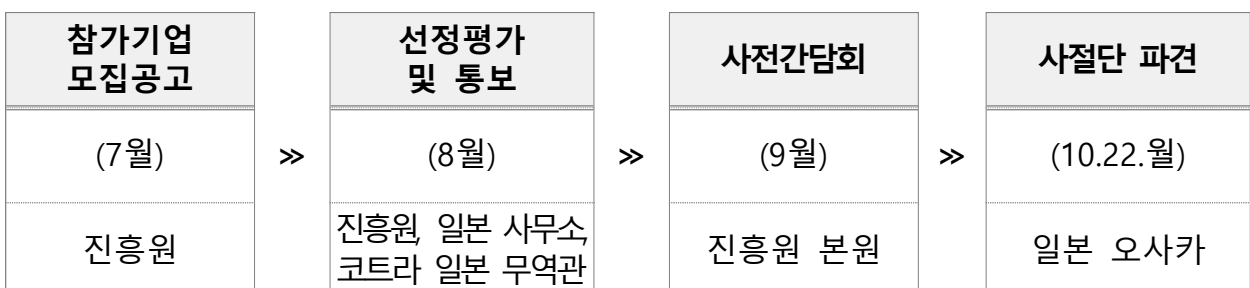 참가기업
모집공고
선정평가
및 통보
사전간담회
사절단 파견
(7월)
»
(8월)
»
(9월)
»
(10.22.월)
진흥원
진흥원, 일본 사무소,
코트라 일본 무역관
진흥원 본원
일본 오사카